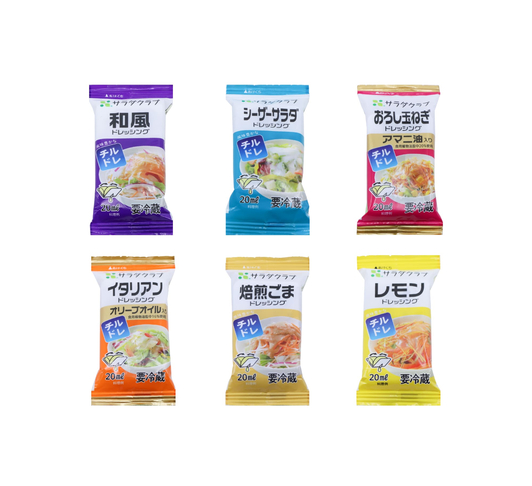 サラダクラブ
和風
ドレッシング
チル
ドレ
20ml
要冷蔵
サラダクラブ
シーザーサラダ
ドレッシング
チル
ドレ
20ml
要冷蔵
サラダクラブ
おろし玉ねぎ
ドレッシング
アマニ油入り
チル
ドレ
20ml
要冷蔵
サラダクラブ
イタリアン
ドレッシング
オリーブオイル入り
チル
ドレ
20ml
要冷蔵
サラダクラブ
焙煎ごま
ドレッシング
チル
ドレ
20ml
要冷蔵
サラダクラブ
レモン
ドレッシング
チル
ドレ
20ml
要冷蔵